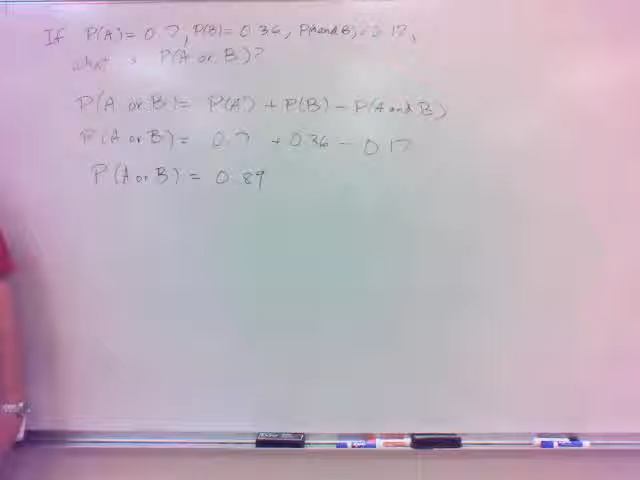 If P(A) = 0.7, P(B) = 0.36, P(A and B) = 0.17,
what is P(A or B)?
P(A or B) = P(A) + P(B) - P(A and B)
P(A or B) = 0.7 + 0.36 - 0.17
P(A or B) = 0.89